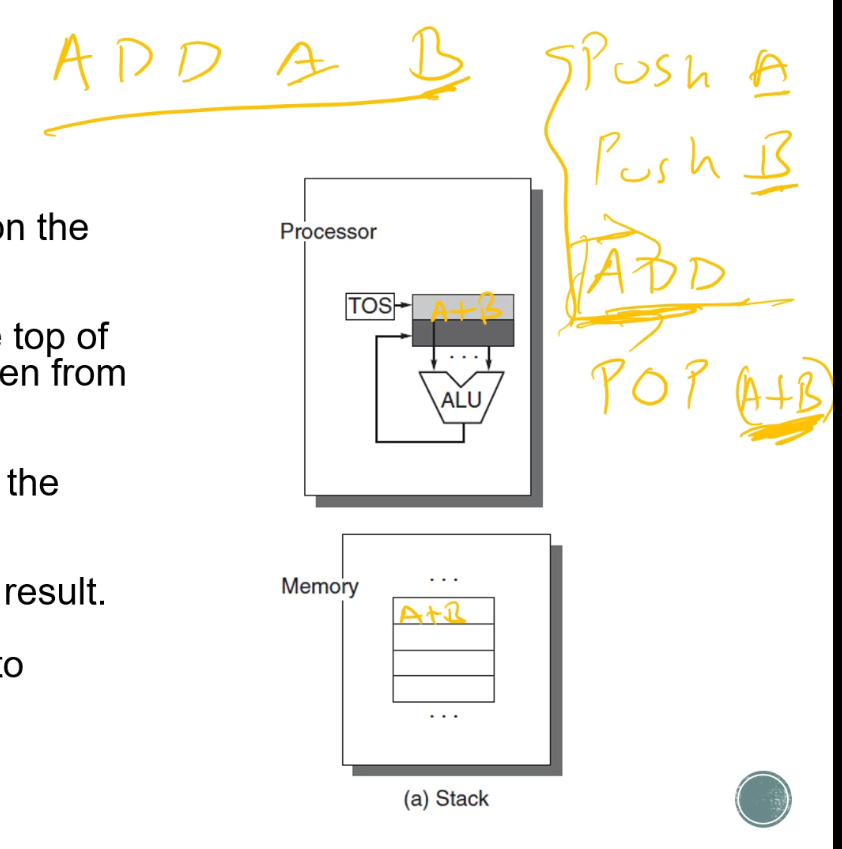 ADD A B
Push A
Push B
ADD
POP (A+B)
on the
top of
en from
the
result.
to
Processor
TOS
A+B
...
ALU
Memory
...
A+B
...
(a) Stack